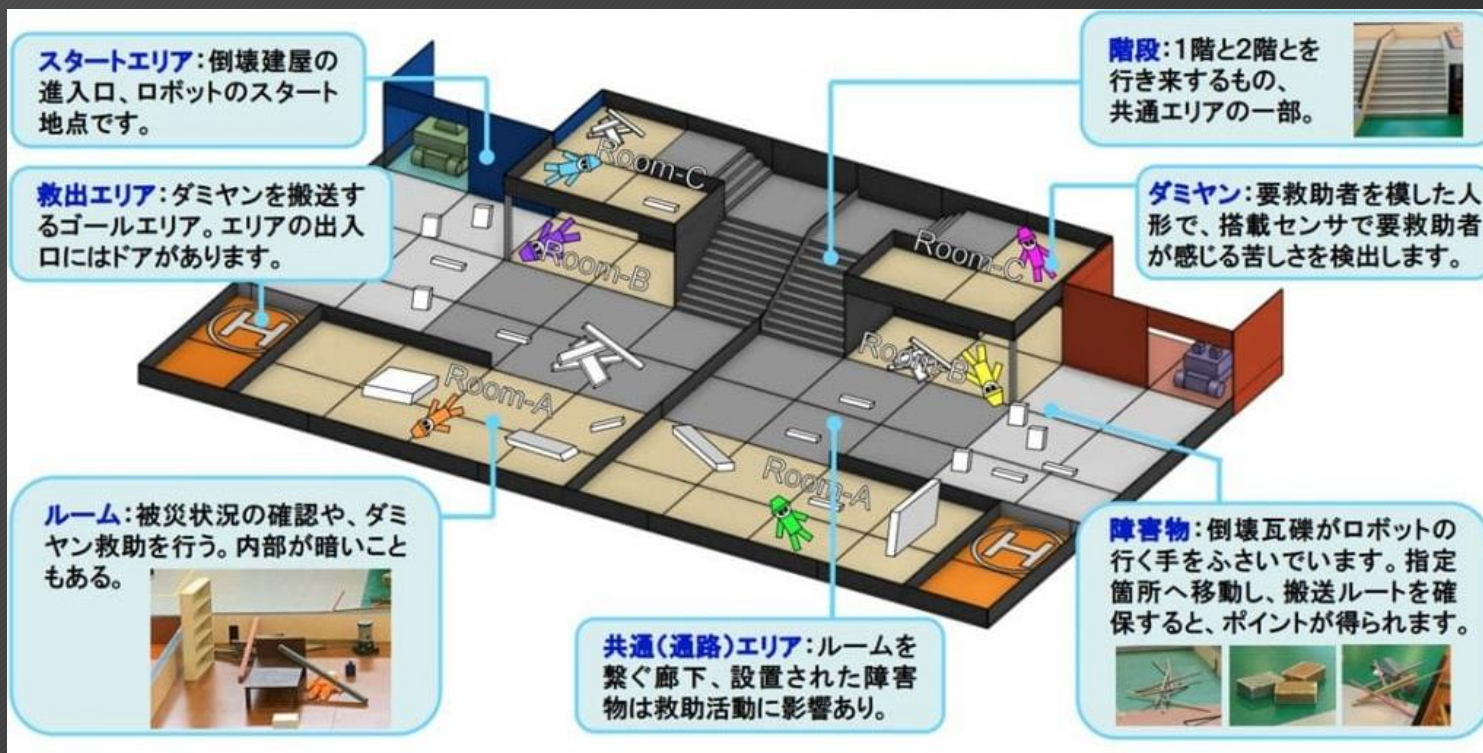 スタートエリア：倒壊建屋の
進入口、ロボットのスタート
地点です。
救出エリア：ダミヤンを搬送す
るゴールエリア。エリアの出入
口にはドアがあります。
ルーム：被災状況の確認や、ダミ
ヤン救助を行う。内部が暗いこと
もある。
Room-C
Room-B
Room-A
H
Room-C
Room-B
Room-A
H
共通（通路）エリア：ルームを
繋ぐ廊下、設置された障害
物は救助活動に影響あり。
階段：1階と2階とを
行き来するもの、
共通エリアの一部。
ダミヤン：要救助者を模した人
形で、搭載センサで要救助者
が感じる苦しさを検出します。
障害物：倒壊瓦礫がロボットの
行く手をふさいでいます。指定
箇所へ移動し、搬送ルートを確
保すると、ポイントが得られます。